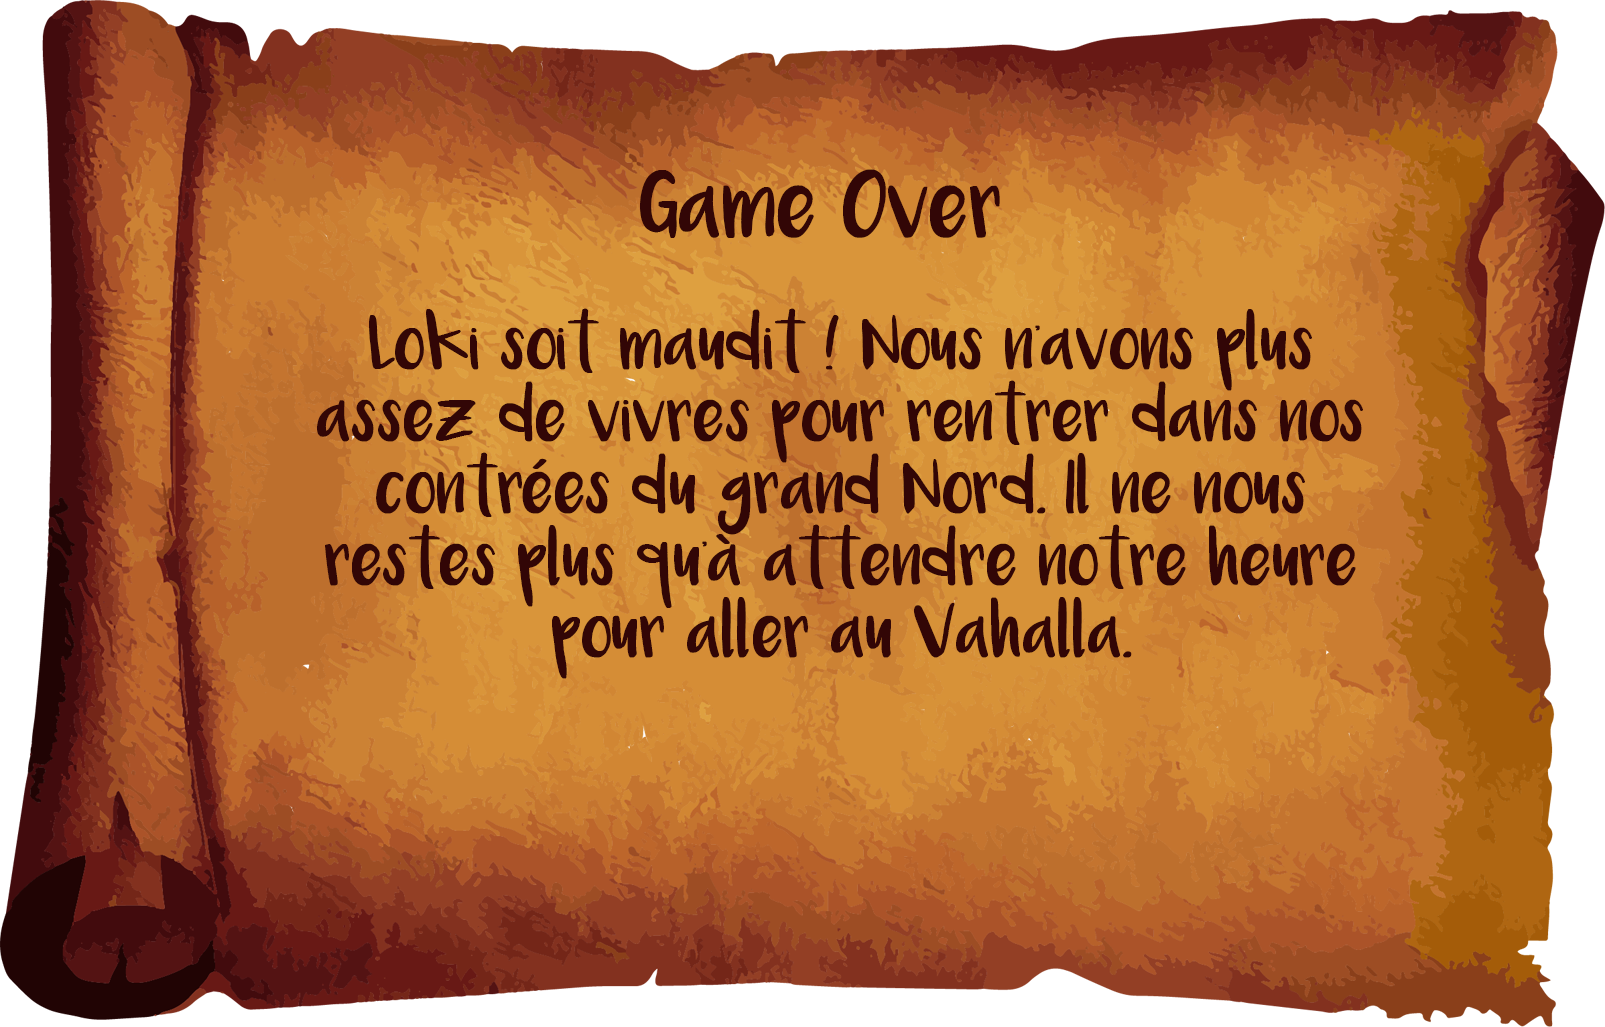 Game Over
Loki soit maudit ! Nous n'avons plus
assez de vivres pour rentrer dans nos
contrées du grand Nord. Il ne nous
restes plus qu'à attendre notre heure
pour aller au Vahalla.